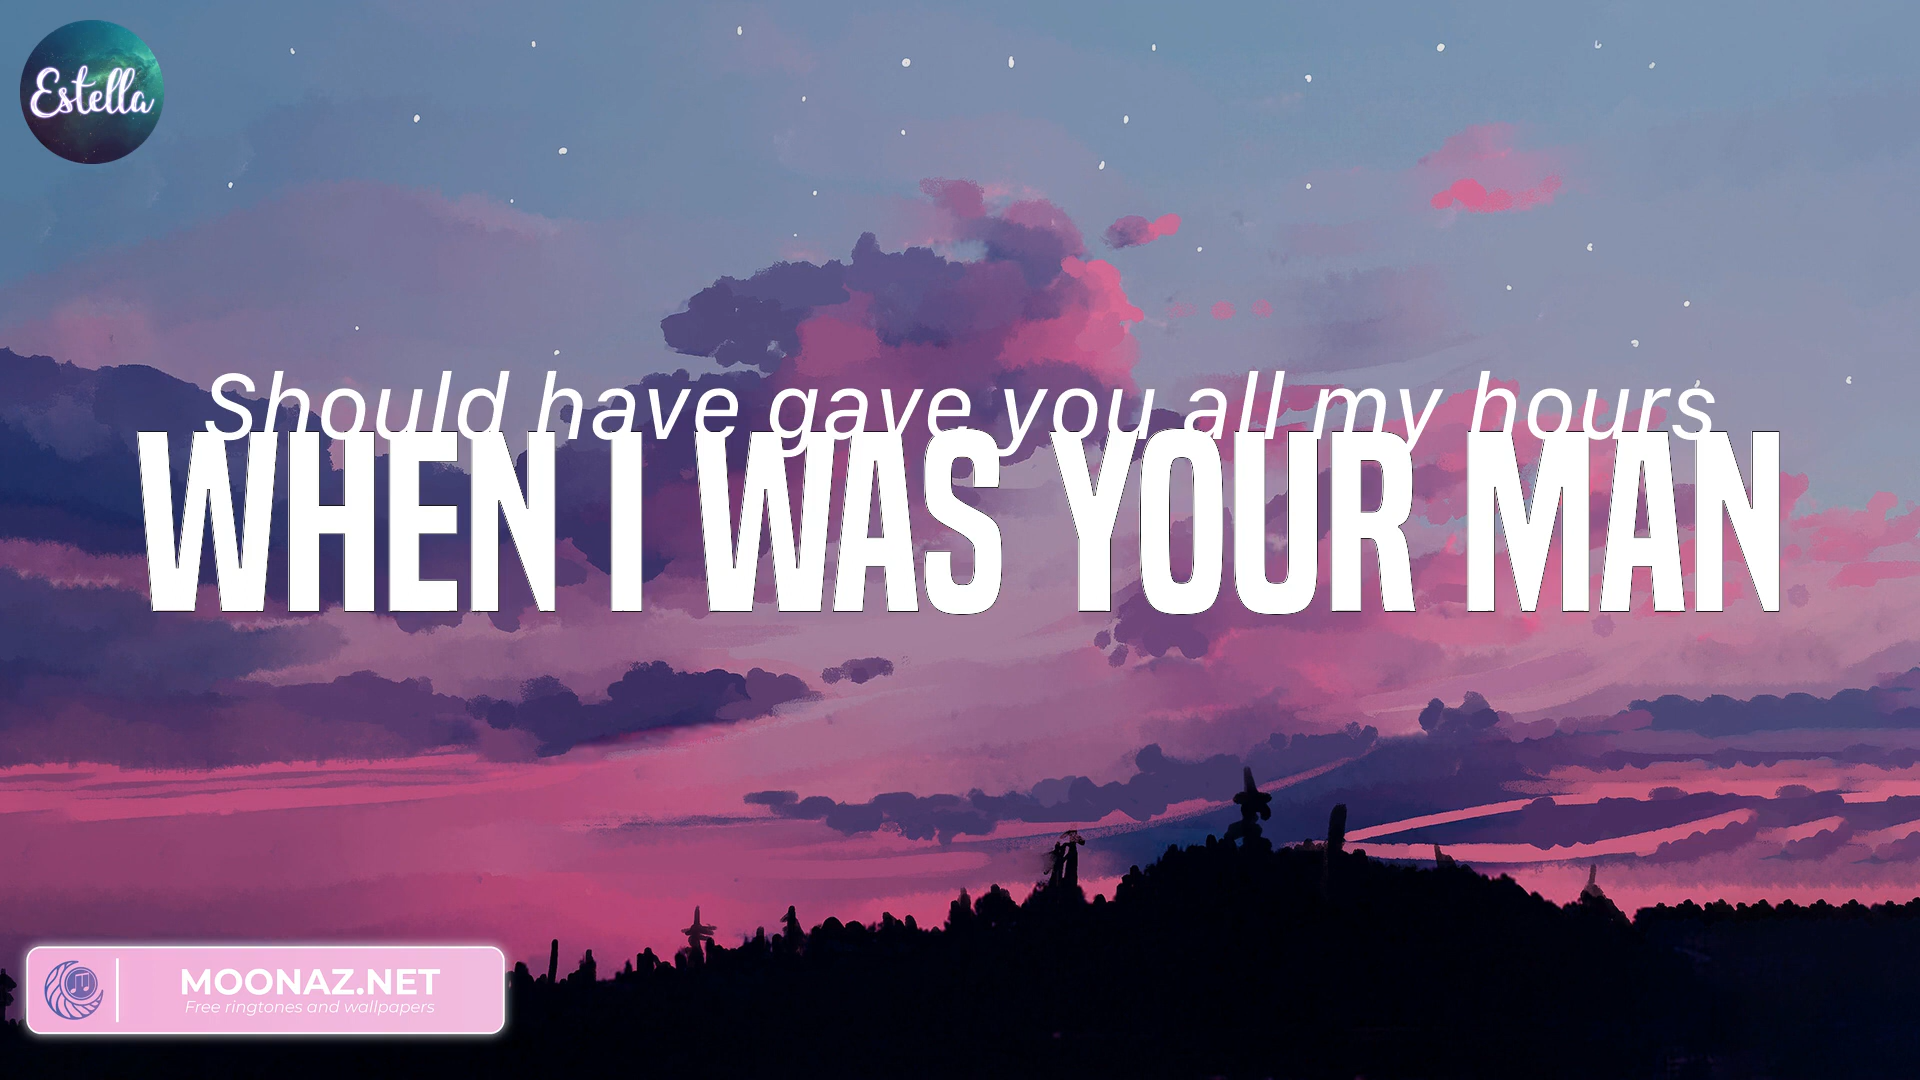 Estella
Should have gave you all my hours
WHEN I WAS YOUR MAN
MOONAZ.NET
Free ringtones and wallpapers